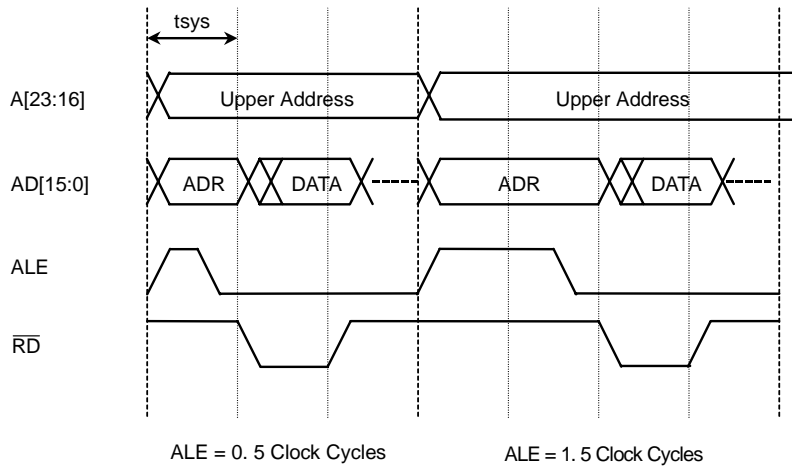 tsys
A[23:16]
Upper Address
Upper Address
AD[15:0]
ADR
DATA
ADR
DATA
ALE
RD
ALE = 0. 5 Clock Cycles
ALE = 1. 5 Clock Cycles